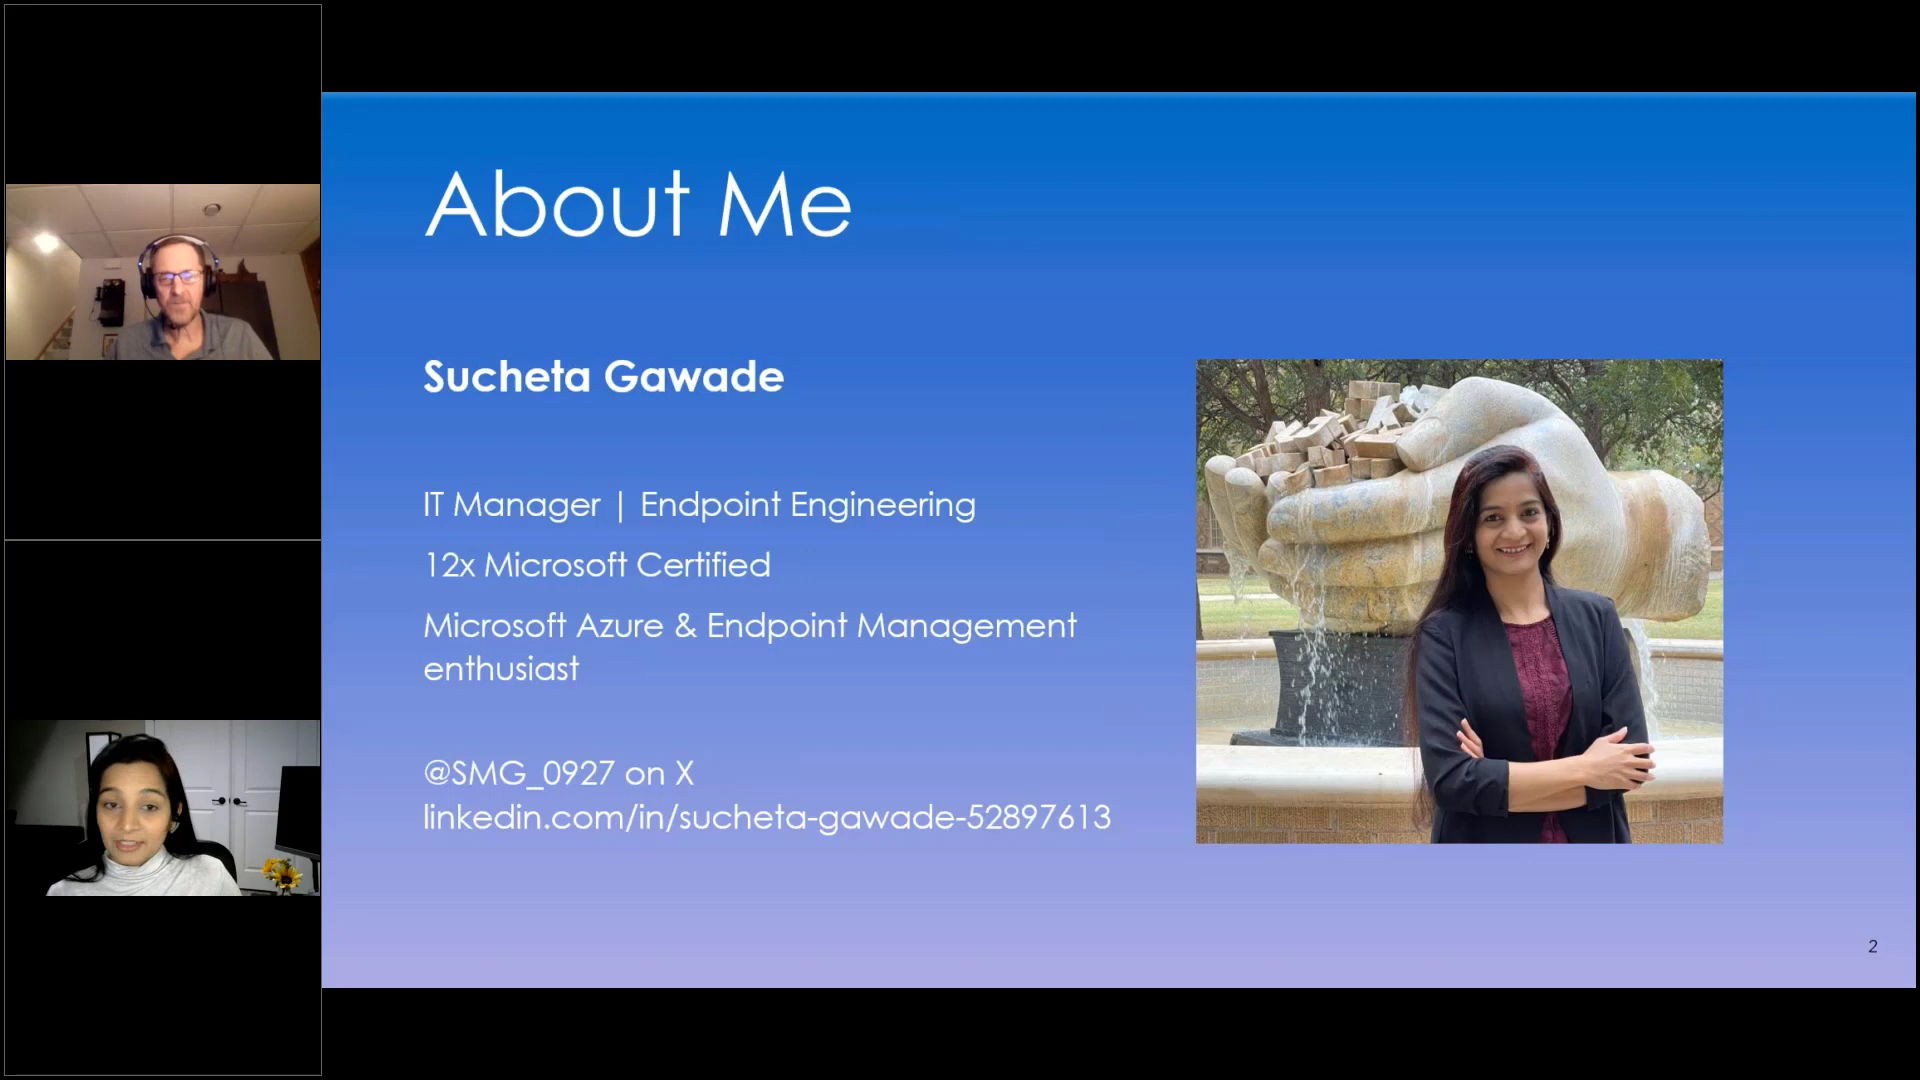 About Me
Sucheta Gawade
IT Manager | Endpoint Engineering
12x Microsoft Certified
Microsoft Azure & Endpoint Management
enthusiast
@SMG_0927 on X
linkedin.com/in/sucheta-gawade-52897613
2